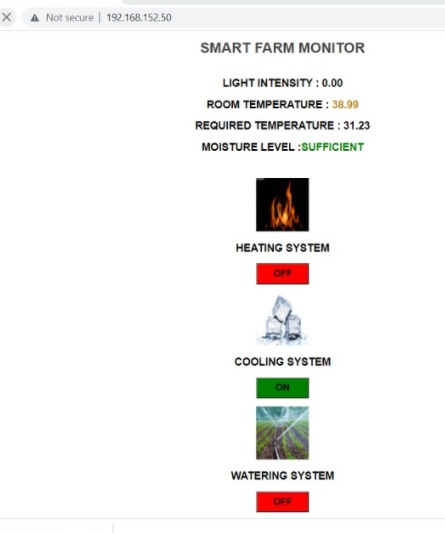 Not secure | 192.168.152.50
SMART FARM MONITOR
LIGHT INTENSITY : 0.00
ROOM TEMPERATURE : 38.99
REQUIRED TEMPERATURE : 31.23
MOISTURE LEVEL :SUFFICIENT
HEATING SYSTEM
OFF
COOLING SYSTEM
ON
WATERING SYSTEM
OFF